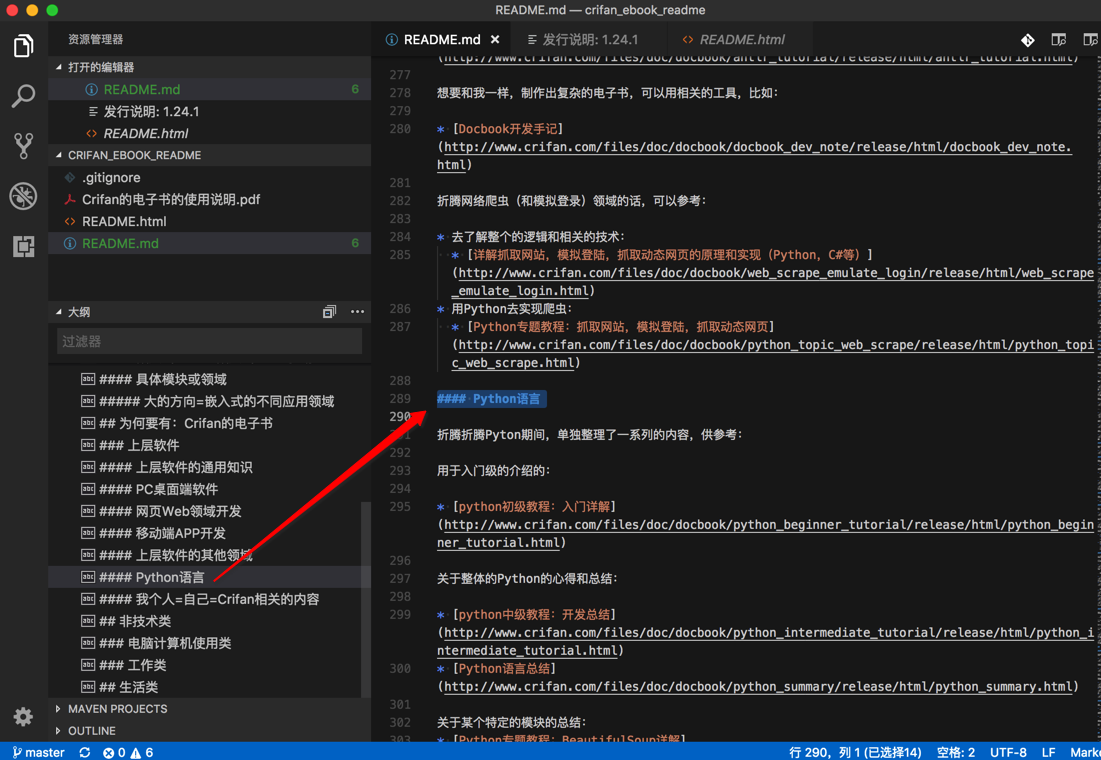 README.md — crifan_ebook_readme
资源管理器
打开的编辑器
README.md 6
发行说明: 1.24.1
README.html
CRIFAN_EBOOK_README
.gitignore
Crifan的电子书的使用说明.pdf
README.html
README.md 6
大纲
过滤器
abc #### 具体模块或领域
abc ##### 大的方向=嵌入式的不同应用领域
abc ## 为何要有：Crifan的电子书
abc ### 上层软件
abc #### 上层软件的通用知识
abc #### PC桌面端软件
abc #### 网页Web领域开发
abc #### 移动端APP开发
abc #### 上层软件的其他领域
abc #### Python语言
abc #### 我个人=自己=Crifan相关的内容
abc ## 非技术类
abc ### 电脑计算机使用类
abc ### 工作类
abc ## 生活类
MAVEN PROJECTS
OUTLINE
README.md × 发行说明: 1.24.1 <> README.html
(http://www.crifan.com/files/doc/docbook/antlr_tutorial/release/html/antlr_tutorial.html)
277
278 想要和我一样，制作出复杂的电子书，可以用相关的工具，比如：
279
280 * [Docbook开发手记]
(http://www.crifan.com/files/doc/docbook/docbook_dev_note/release/html/docbook_dev_note.
html)
281
282 折腾网络爬虫（和模拟登录）领域的话，可以参考：
283
284 * 去了解整个的逻辑和相关的技术：
285 * [详解抓取网站，模拟登陆，抓取动态网页的原理和实现（Python，C#等）]
(http://www.crifan.com/files/doc/docbook/web_scrape_emulate_login/release/html/web_scrape
_emulate_login.html)
286 * 用Python去实现爬虫：
287 * [Python专题教程：抓取网站，模拟登陆，抓取动态网页]
(http://www.crifan.com/files/doc/docbook/python_topic_web_scrape/release/html/python_topi
c_web_scrape.html)
288
289 #### Python语言
290
291 折腾折腾Pyton期间，单独整理了一系列的内容，供参考：
292
293 用于入门级的介绍的：
294
295 * [python初级教程：入门详解]
(http://www.crifan.com/files/doc/docbook/python_beginner_tutorial/release/html/python_begin
ner_tutorial.html)
296
297 关于整体的Python的心得和总结：
298
299 * [python中级教程：开发总结]
(http://www.crifan.com/files/doc/docbook/python_intermediate_tutorial/release/html/python_i
ntermediate_tutorial.html)
300 * [Python语言总结]
(http://www.crifan.com/files/doc/docbook/python_summary/release/html/python_summary.html)
301
302 关于某个特定的模块的总结：
303 * [Python专题教程：BeautifulSoup详解]
master 0 6 行 290，列 1 (已选择14) 空格: 2 UTF-8 LF Marke